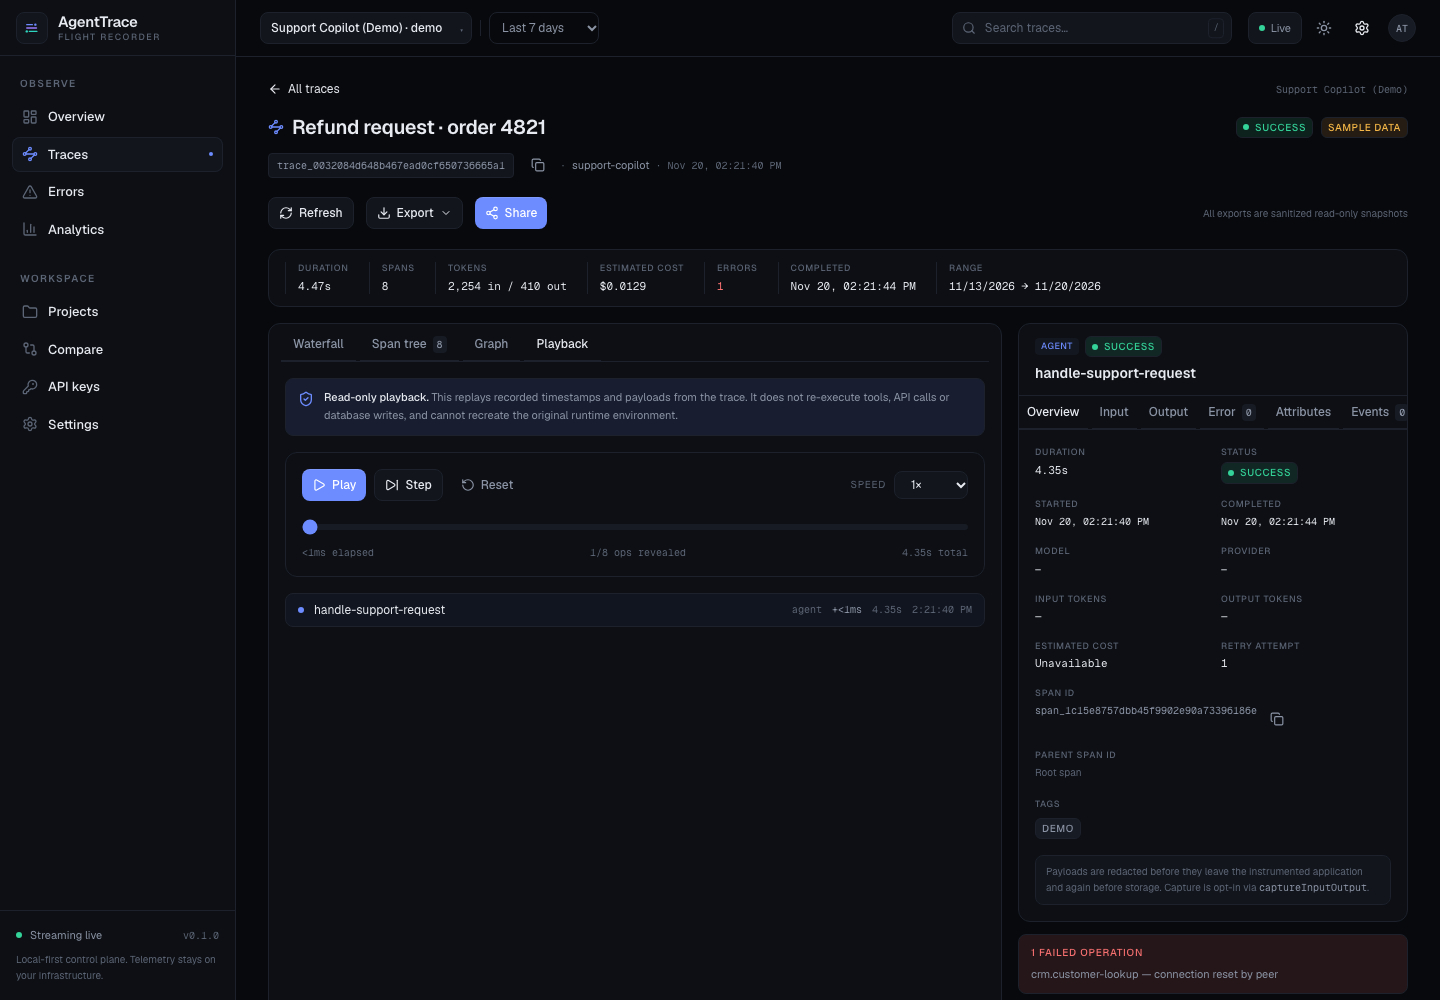 AgentTrace
FLIGHT RECORDER
OBSERVE
Overview
Traces
Errors
Analytics
WORKSPACE
Projects
Compare
API keys
Settings
Streaming live
v0.1.0
Local-first control plane. Telemetry stays on
your infrastructure.
Support Copilot (Demo) · demo
Last 7 days
Search traces...
/
Live
AT
All traces
Support Copilot (Demo)
Refund request · order 4821
SUCCESS
SAMPLE DATA
trace_0032084d648b467ead0cf650736665a1
· support-copilot · Nov 20, 02:21:40 PM
Refresh
Export
Share
All exports are sanitized read-only snapshots
DURATION
4.47s
SPANS
8
TOKENS
2,254 in / 410 out
ESTIMATED COST
$0.0129
ERRORS
1
COMPLETED
Nov 20, 02:21:44 PM
RANGE
11/13/2026 → 11/20/2026
Waterfall
Span tree 8
Graph
Playback
Read-only playback. This replays recorded timestamps and payloads from the trace. It does not re-execute tools, API calls or
database writes, and cannot recreate the original runtime environment.
Play
Step
Reset
SPEED
1×
<1ms elapsed
1/8 ops revealed
4.35s total
handle-support-request
agent +<1ms 4.35s 2:21:40 PM
AGENT
SUCCESS
handle-support-request
Overview
Input
Output
Error 0
Attributes
Events 0
DURATION
4.35s
STATUS
SUCCESS
STARTED
Nov 20, 02:21:40 PM
COMPLETED
Nov 20, 02:21:44 PM
MODEL
—
PROVIDER
—
INPUT TOKENS
—
OUTPUT TOKENS
—
ESTIMATED COST
Unavailable
RETRY ATTEMPT
1
SPAN ID
span_1c15e8757dbb45f9902e90a73396186e
PARENT SPAN ID
Root span
TAGS
DEMO
Payloads are redacted before they leave the instrumented application
and again before storage. Capture is opt-in via captureInputOutput.
1 FAILED OPERATION
crm.customer-lookup — connection reset by peer